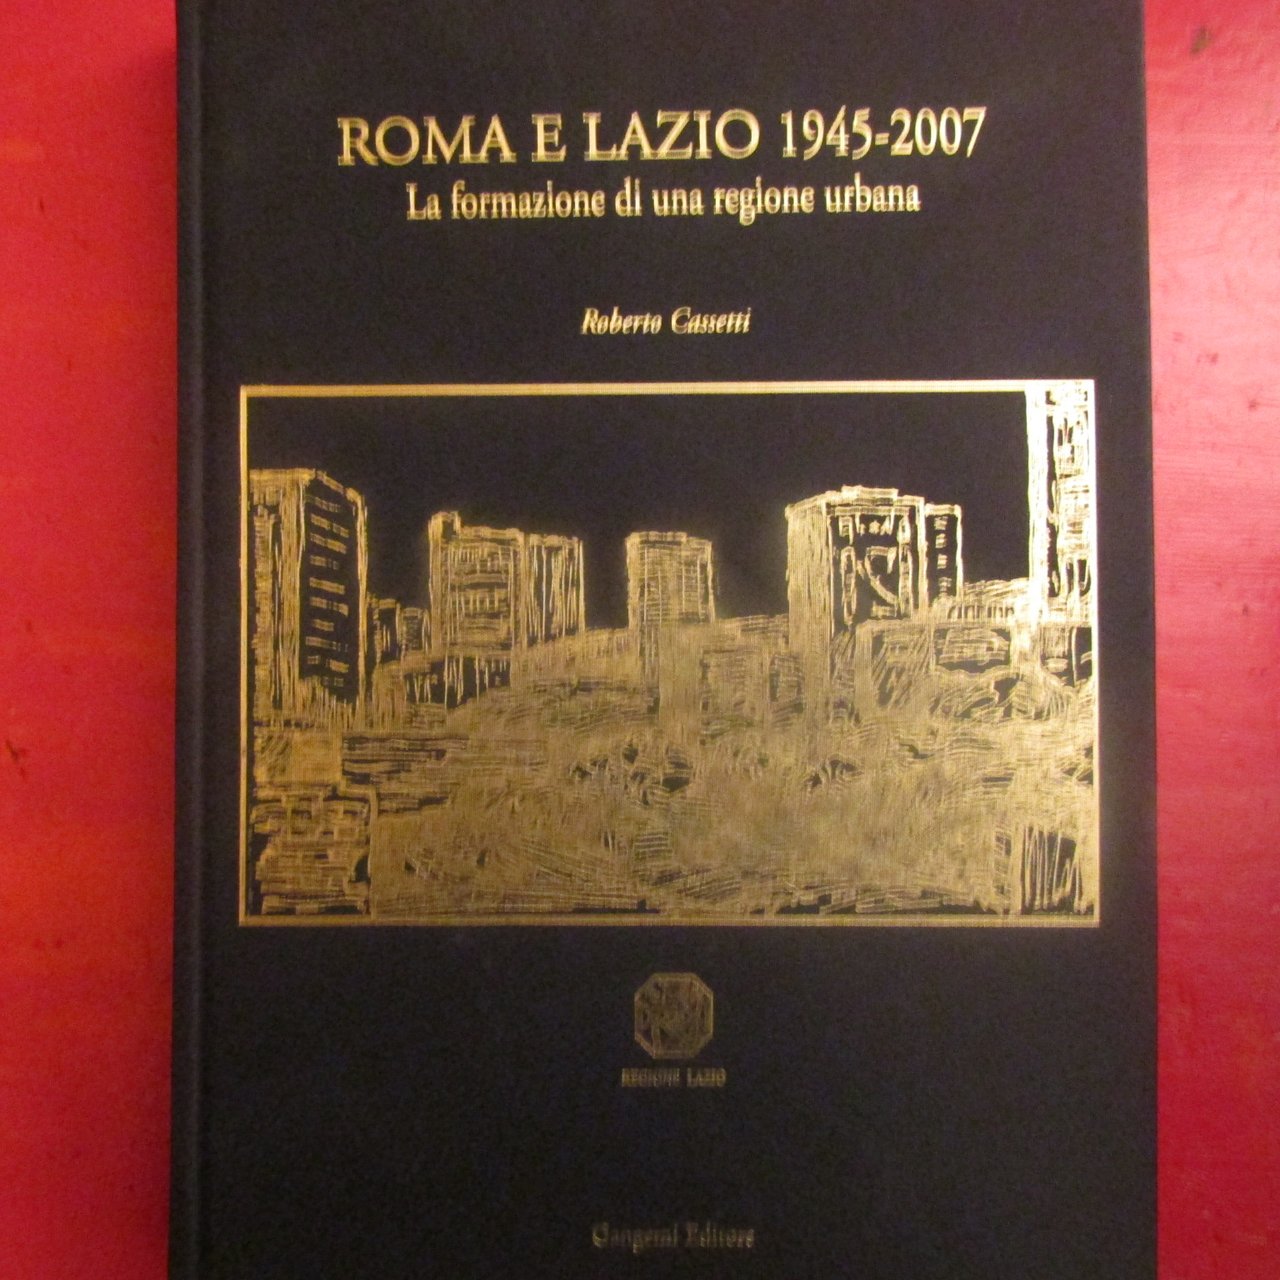 ROMA E LAZIO 1945-2007
La formazione di una regione urbana
Roberto Cassetti
REGIONE LAZIO
Gangemi Editore